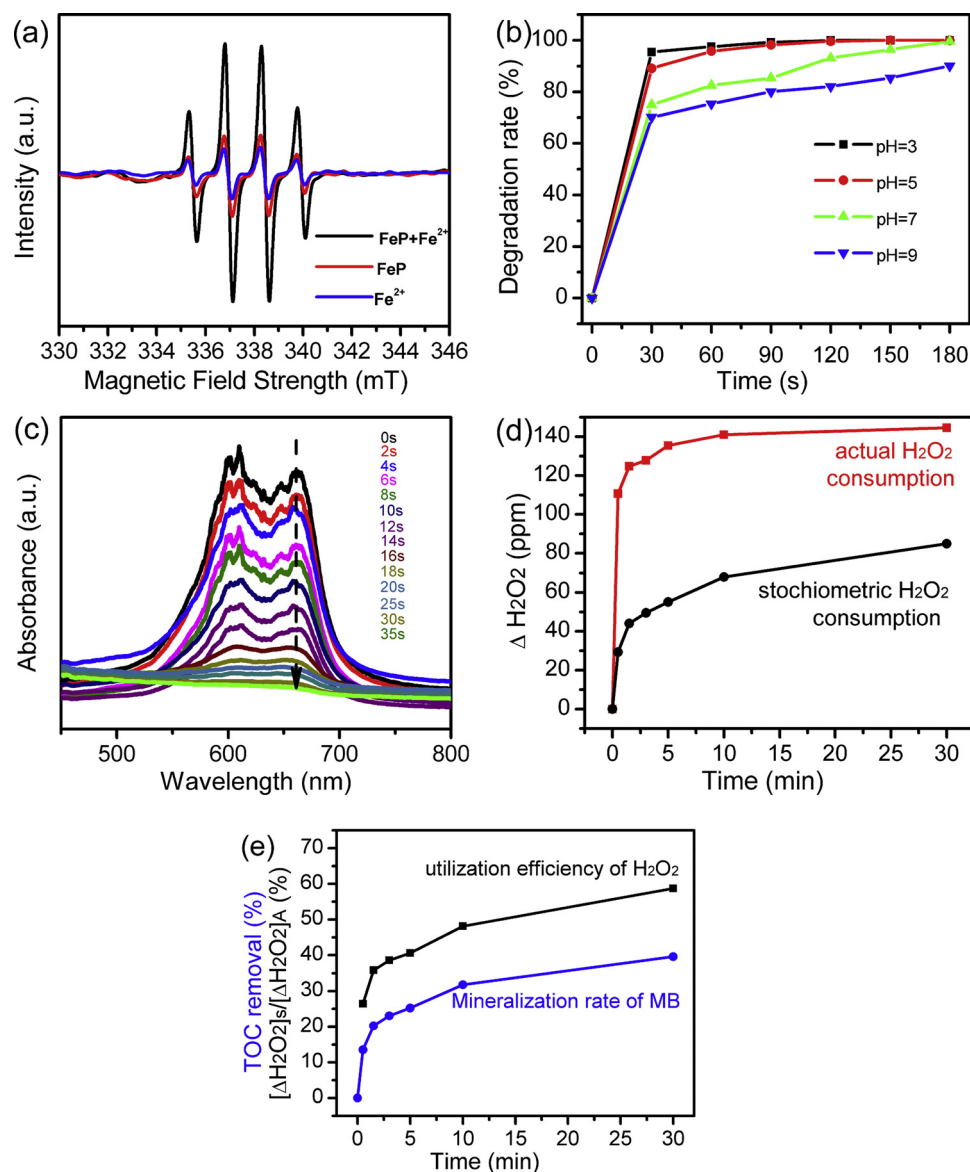 (a)
Intensity (a.u.)
FeP+Fe²⁺
FeP
Fe²⁺
330 332 334 336 338 340 342 344 346
Magnetic Field Strength (mT)
(b)
Degradation rate (%)
100
80
60
40
20
0
pH=3
pH=5
pH=7
pH=9
0 30 60 90 120 150 180
Time (s)
(c)
Absorbance (a.u.)
0s
2s
4s
6s
8s
10s
12s
14s
16s
18s
20s
25s
30s
35s
500 600 700 800
Wavelength (nm)
(d)
Δ H2O2 (ppm)
140
120
100
80
60
40
20
0
actual H₂O₂
consumption
stochiometric H₂O₂
consumption
0 5 10 15 20 25 30
Time (min)
(e)
TOC removal (%)
[ΔH2O2]s/[ΔH2O2]A (%)
70
60
50
40
30
20
10
0
utilization efficiency of H₂O₂
Mineralization rate of MB
0 5 10 15 20 25 30
Time (min)